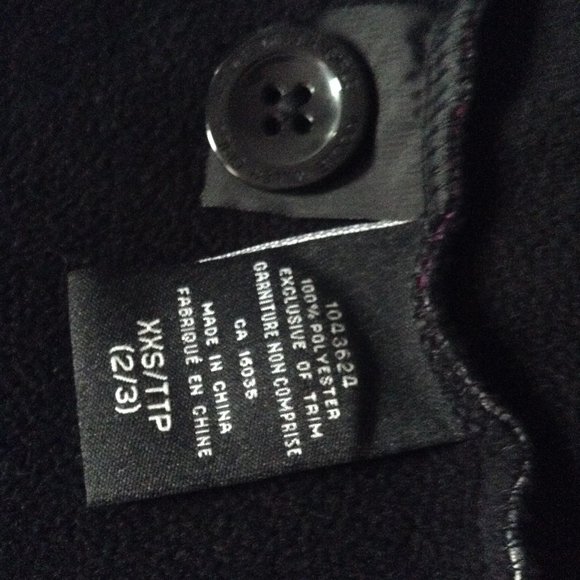 104362A
100% POLYESTER
EXCLUSIVE OF TRIM
GARNITURE NON COMPRISE
CA 16035
MADE IN CHINA
FABRIQUÉ EN CHINE
XXS/TTP
(2/3)